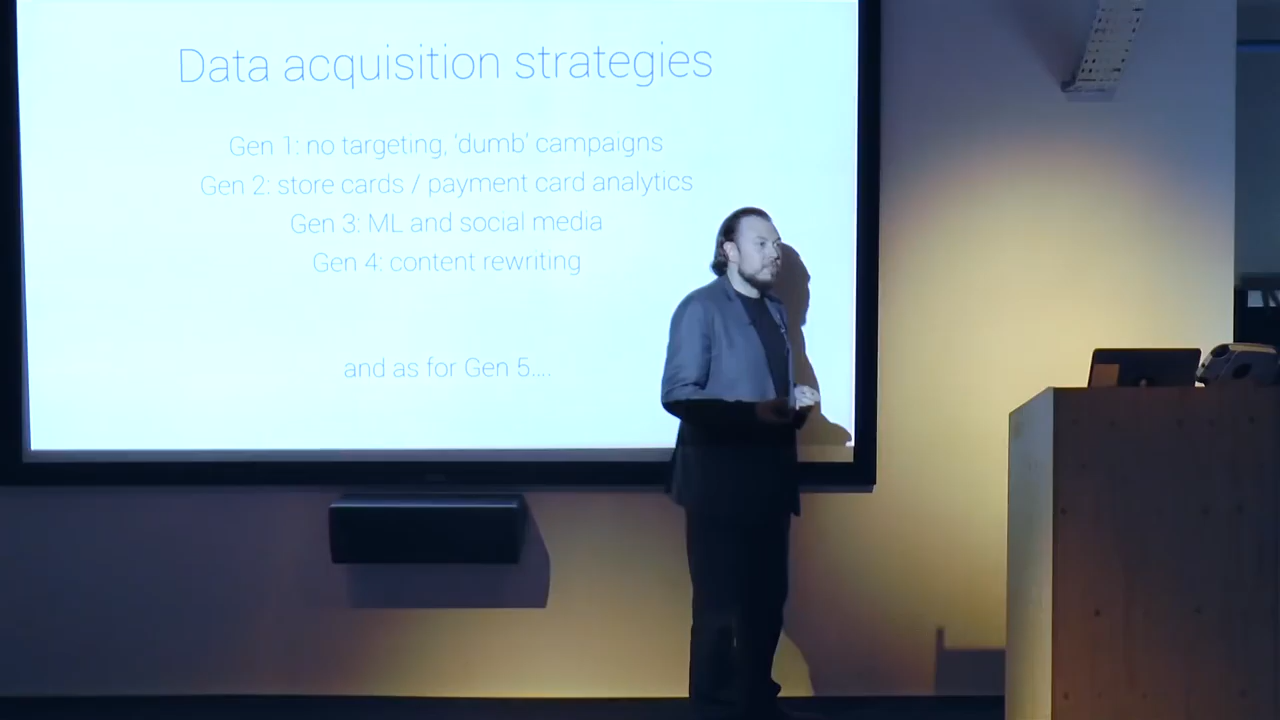 Data acquisition strategies
Gen 1: no targeting, 'dumb' campaigns
Gen 2: store cards / payment card analytics
Gen 3: ML and social media
Gen 4: content rewriting
and as for Gen 5....